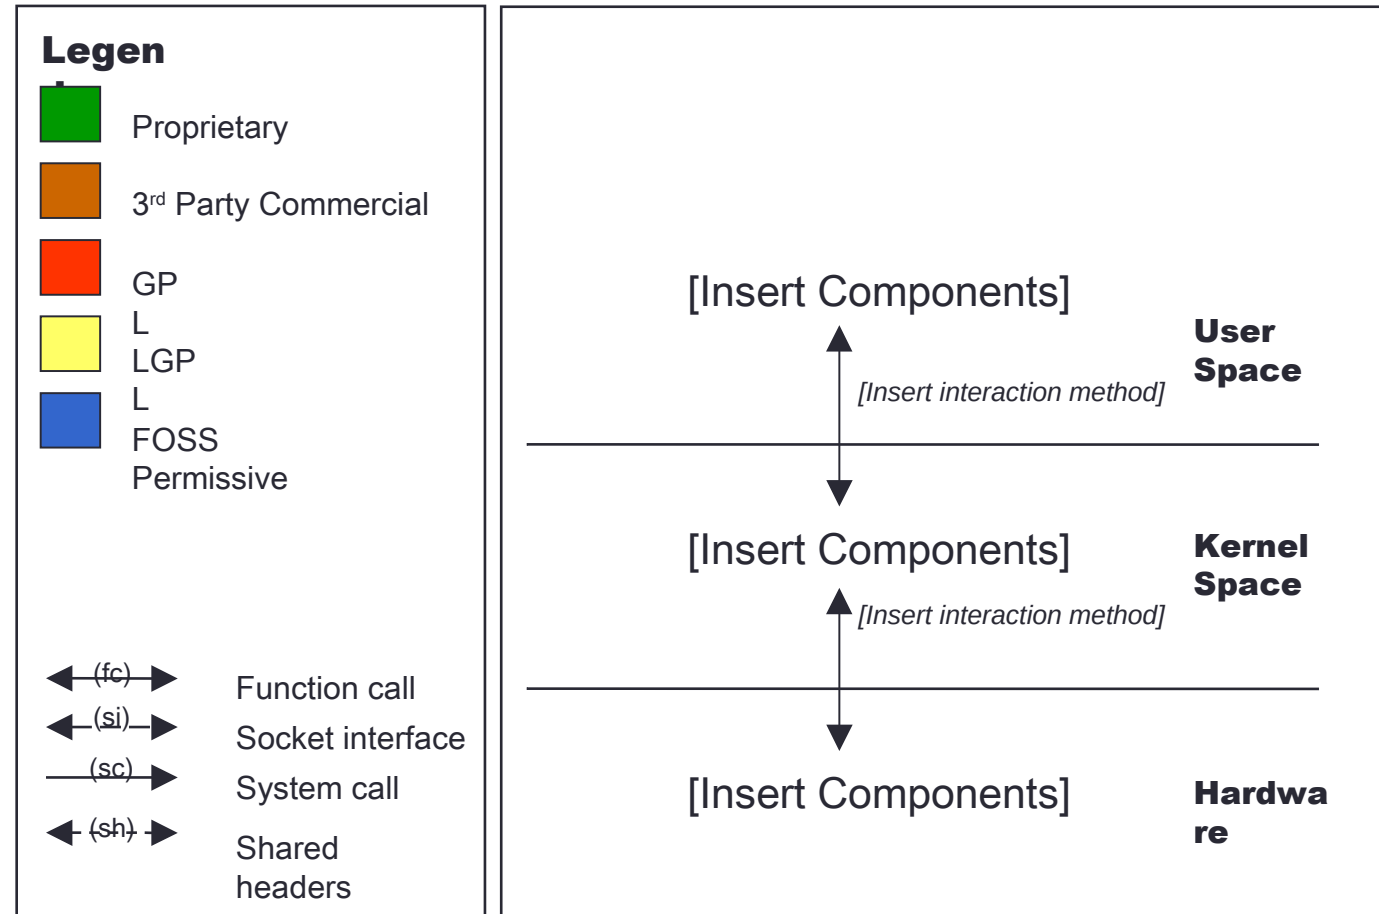 Legen
Proprietary
3rd Party Commercial
GP
L
LGP
L
FOSS
Permissive
(fc)
Function call
(si)
Socket interface
(sc)
System call
(sh)
Shared
headers
[Insert Components]
User
Space
[Insert interaction method]
[Insert Components]
Kernel
Space
[Insert interaction method]
[Insert Components]
Hardwa
re